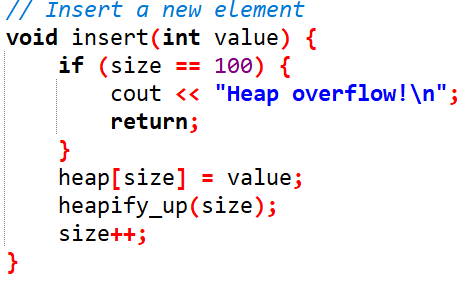 // Insert a new element
void insert(int value) {
    if (size == 100) {
        cout << "Heap overflow!\n";
        return;
    }
    heap[size] = value;
    heapify_up(size);
    size++;
}